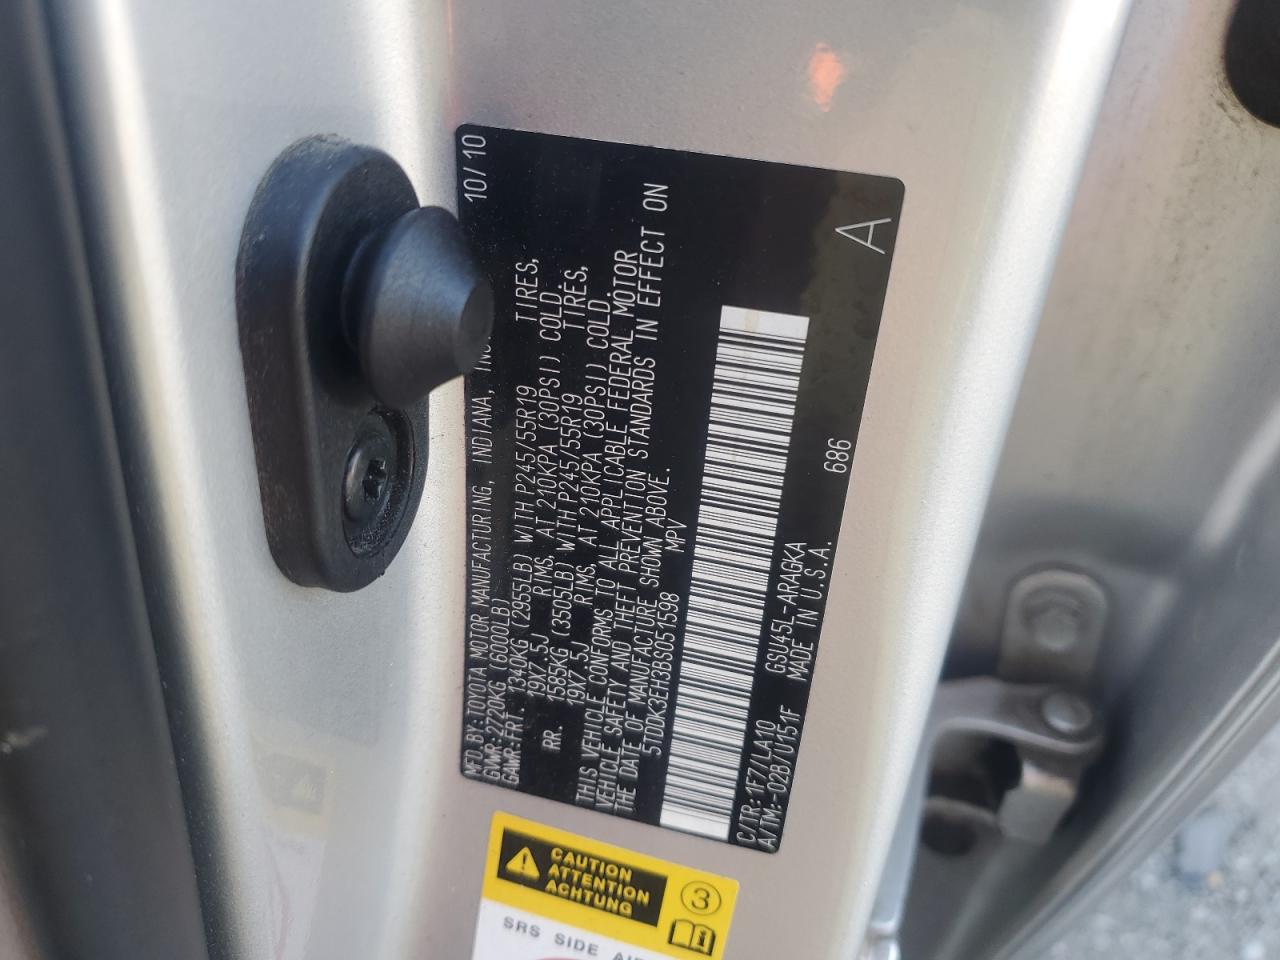 MFD.BY: TOYOTA MOTOR MANUFACTURING, INDIANA, INC. 10/10
GVWR:2720KG (6000LB)
GAWR:FRT. 1340KG (2955LB) WITH P245/55R19 TIRES,
19X7.5J RIMS, AT 210KPA (30PSI) COLD.
RR. 1585KG (3505LB) WITH P245/55R19 TIRES,
19X7.5J RIMS, AT 210KPA (30PSI) COLD.
THIS VEHICLE CONFORMS TO ALL APPLICABLE FEDERAL MOTOR
VEHICLE SAFETY AND THEFT PREVENTION STANDARDS IN EFFECT ON
THE DATE OF MANUFACTURE SHOWN ABOVE.
5TDDK3EH3BS051598 MPV
C/TR:1F7/LA10 GSU45L-ARAGKA 686 A
A/TM:-02B/U151F MADE IN U.S.A.
CAUTION
ATTENTION
ACHTUNG
3
SRS SIDE